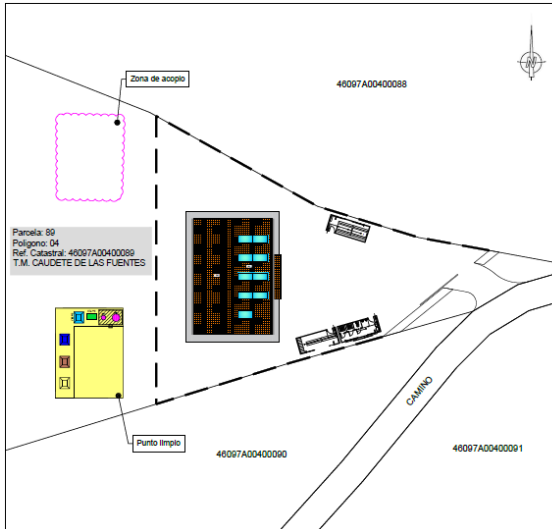 N
Zona de acopio
46097A00400088
Parcela: 89
Polígono: 04
Ref. Catastral: 46097A00400089
T.M. CAUDETE DE LAS FUENTES
CAMINO
Punto limpio
46097A00400090
46097A00400091